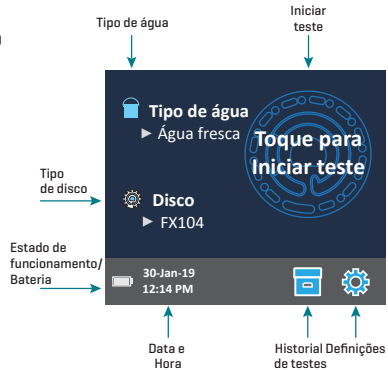 Tipo de água
Iniciar
teste
Tipo de água
► Água fresca
Toque para
Iniciar teste
Tipo
de disco
Disco
► FX104
Estado de
funcionamento/
Bateria
30-Jan-19
12:14 PM
Data e
Hora
Historial
de testes
Definições